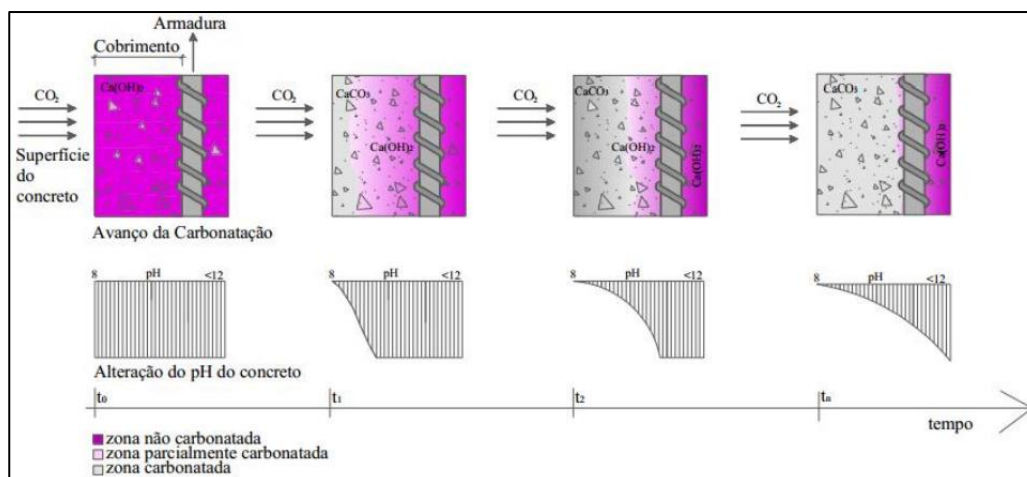 Armadura
Cobrimento
CO₂
Superfície
do
concreto
Ca(OH)₂
CO₂
CaCO₃
Ca(OH)₂
CO₂
CaCO₃
Ca(OH)₂
Ca(OH)₂
CO₂
CaCO₃
Ca(OH)₂
Avanço da Carbonatação
8 pH <12
8 pH <12
8 pH <12
8 pH <12
Alteração do pH do concreto
t₀
t₁
t₂
tₙ
tempo
zona não carbonatada
zona parcialmente carbonatada
zona carbonatada